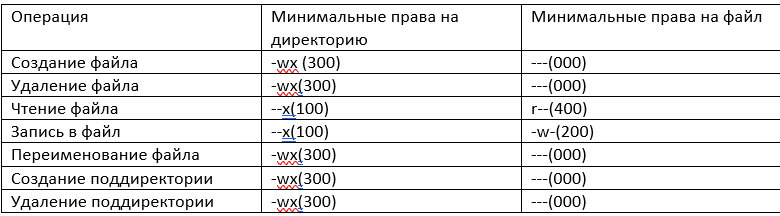 Операция Минимальные права на директорию Минимальные права на файл
Создание файла -wx (300) ---(000)
Удаление файла -wx(300) ---(000)
Чтение файла --x(100) r--(400)
Запись в файл --x(100) -w-(200)
Переименование файла -wx(300) ---(000)
Создание поддиректории -wx(300) ---(000)
Удаление поддиректории -wx(300) ---(000)